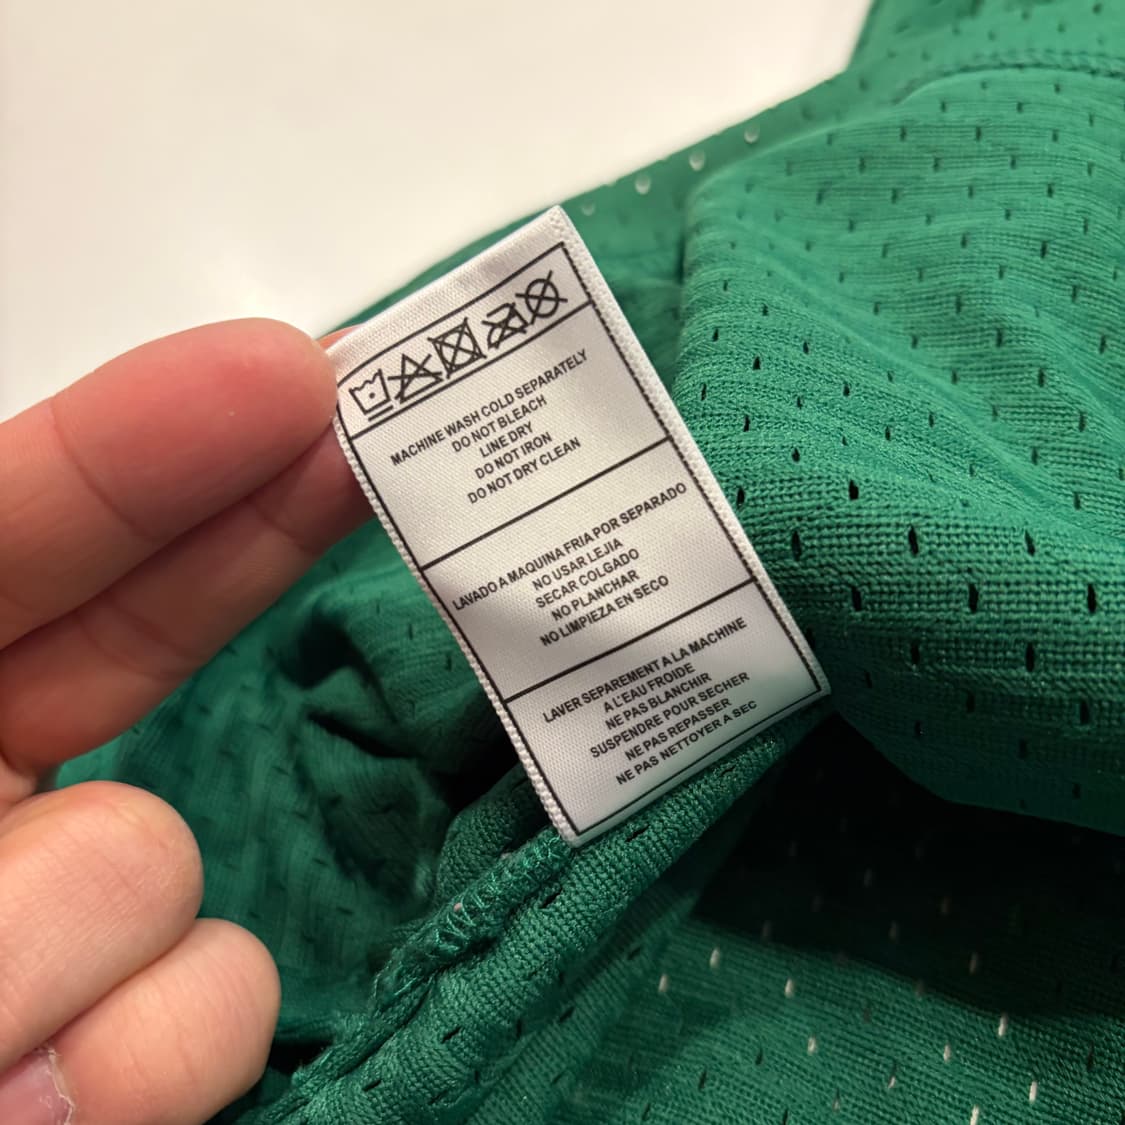 MACHINE WASH COLD SEPARATELY
DO NOT BLEACH
LINE DRY
DO NOT IRON
DO NOT DRY CLEAN
LAVADO A MAQUINA FRIA POR SEPARADO
NO USAR LEJIA
SECAR COLGADO
NO PLANCHAR
NO LIMPIEZA EN SECO
LAVER SEPAREMENT A LA MACHINE
A L'EAU FROIDE
NE PAS BLANCHIR
SUSPENDRE POUR SECHER
NE PAS REPASSER
NE PAS NETTOYER A SEC